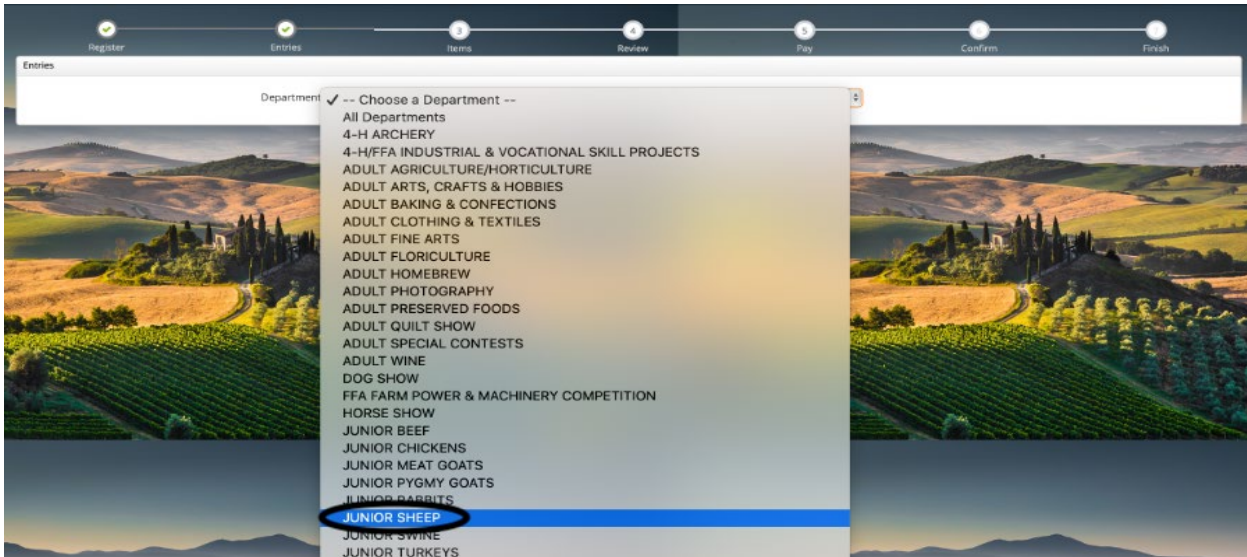 3 4 5 6 7
Register Entries Items Review Pay Confirm Finish
Entries
Department
✓ -- Choose a Department --
All Departments
4-H ARCHERY
4-H/FFA INDUSTRIAL & VOCATIONAL SKILL PROJECTS
ADULT AGRICULTURE/HORTICULTURE
ADULT ARTS, CRAFTS & HOBBIES
ADULT BAKING & CONFECTIONS
ADULT CLOTHING & TEXTILES
ADULT FINE ARTS
ADULT FLORICULTURE
ADULT HOMEBREW
ADULT PHOTOGRAPHY
ADULT PRESERVED FOODS
ADULT QUILT SHOW
ADULT SPECIAL CONTESTS
ADULT WINE
DOG SHOW
FFA FARM POWER & MACHINERY COMPETITION
HORSE SHOW
JUNIOR BEEF
JUNIOR CHICKENS
JUNIOR MEAT GOATS
JUNIOR PYGMY GOATS
JUNIOR RABBITS
JUNIOR SHEEP
JUNIOR SWINE
JUNIOR TURKEYS